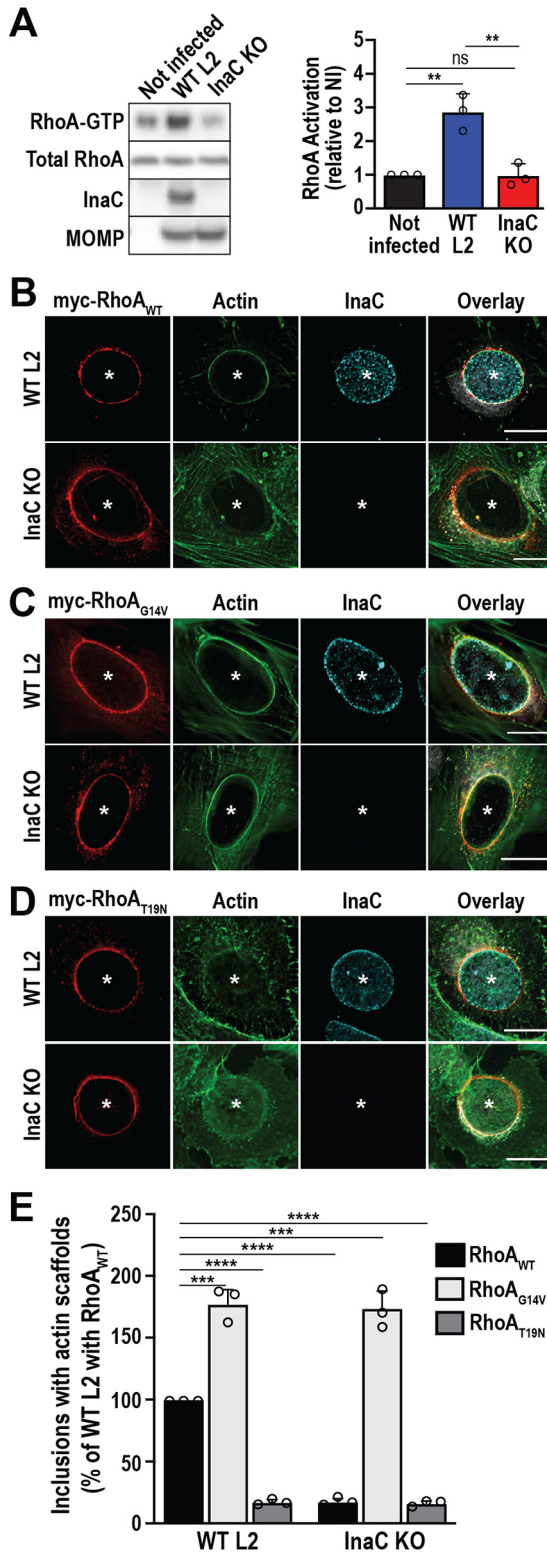 A
Not infected
WT L2
InaC KO
RhoA-GTP
Total RhoA
InaC
MOMP
RhoA Activation
(relative to NI)
5
4
3
2
1
0
**
ns
**
Not
infected
WT
L2
InaC
KO
B
myc-RhoAWT
Actin
InaC
Overlay
WT L2
* * * *
InaC KO
* * * *
C
myc-RhoAG14V
Actin
InaC
Overlay
WT L2
* * * *
InaC KO
* * * *
D
myc-RhoAT19N
Actin
InaC
Overlay
WT L2
* * * *
InaC KO
* * * *
E
Inclusions with actin scaffolds
(% of WT L2 with RhoAWT)
250
200
150
100
50
0
****
***
****
****
***
RhoAWT
RhoAG14V
RhoAT19N
WT L2
InaC KO